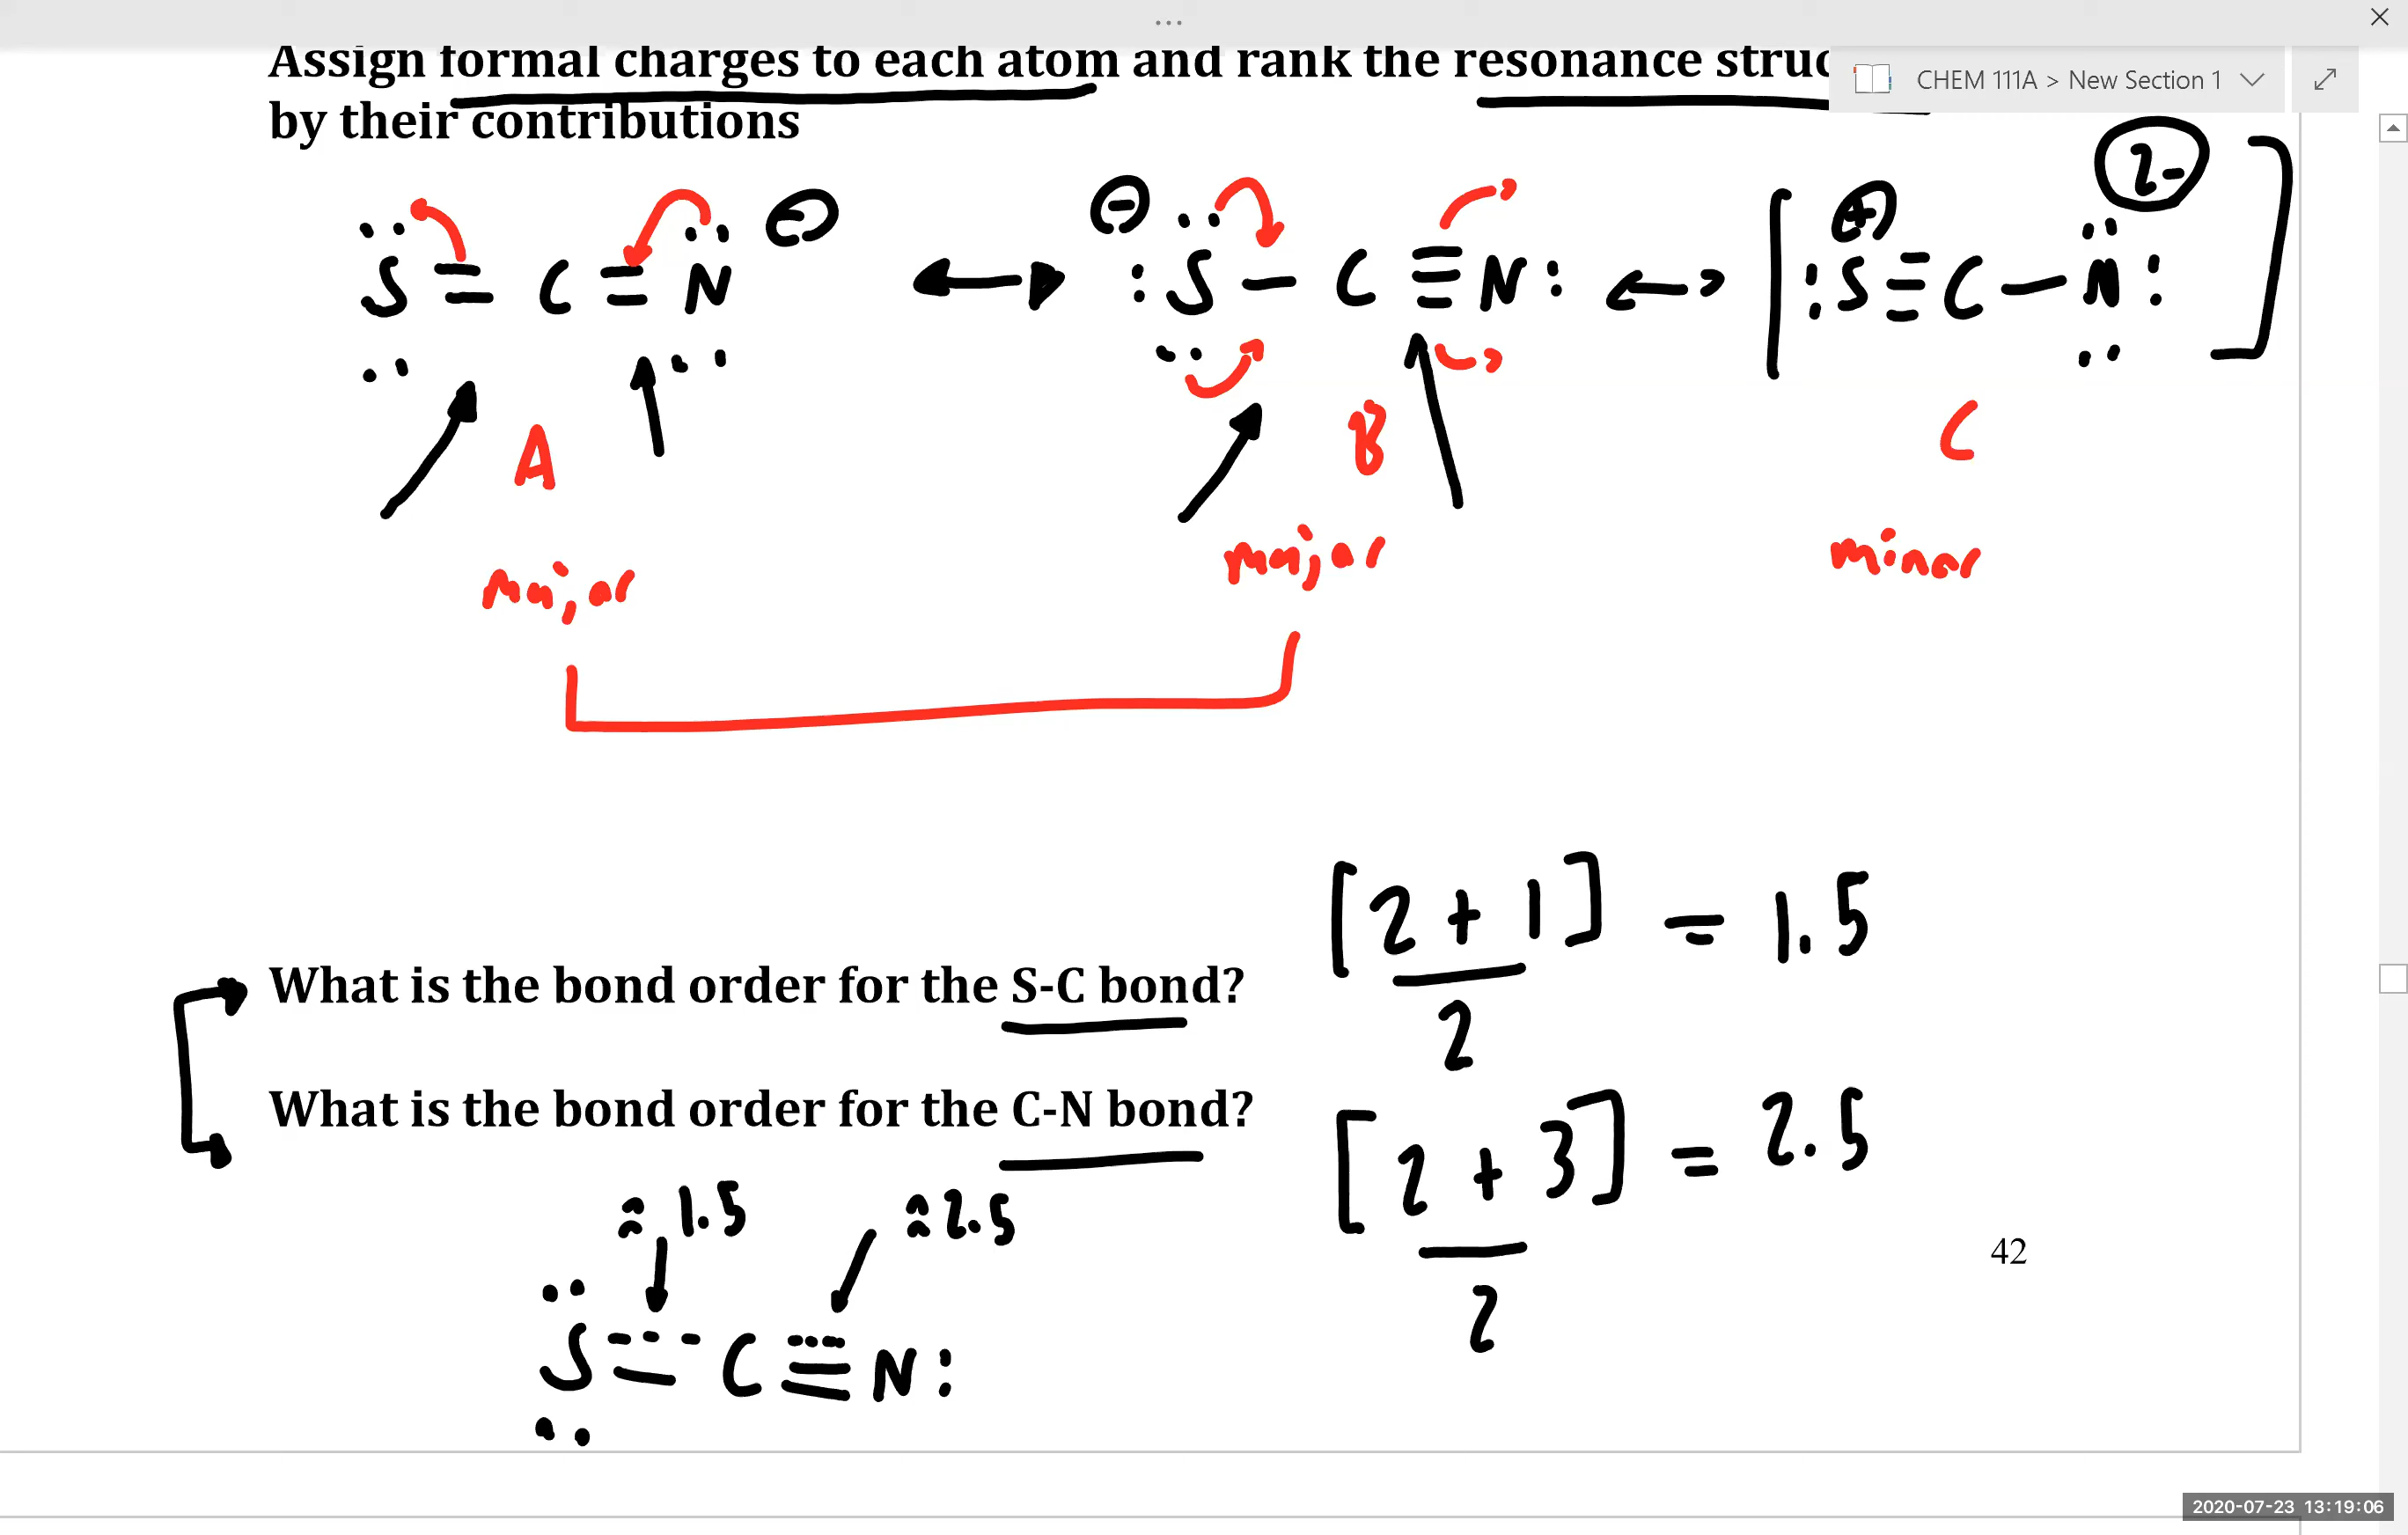 Assign formal charges to each atom and rank the resonance struc
CHEM 111A > New Section 1
by their contributions
S = C = N ⊖ ↔ ⊖ S - C ≡ N: ↔ [:S≡C-N:] ⊕ 2-
A B C
major major minor
[2 + 1] / 2 = 1.5
What is the bond order for the S-C bond?
What is the bond order for the C-N bond?
[2 + 3] / 2 = 2.5
≈ 1.5 ≈ 2.5
S C N:
42
2020-07-23 13:19:06